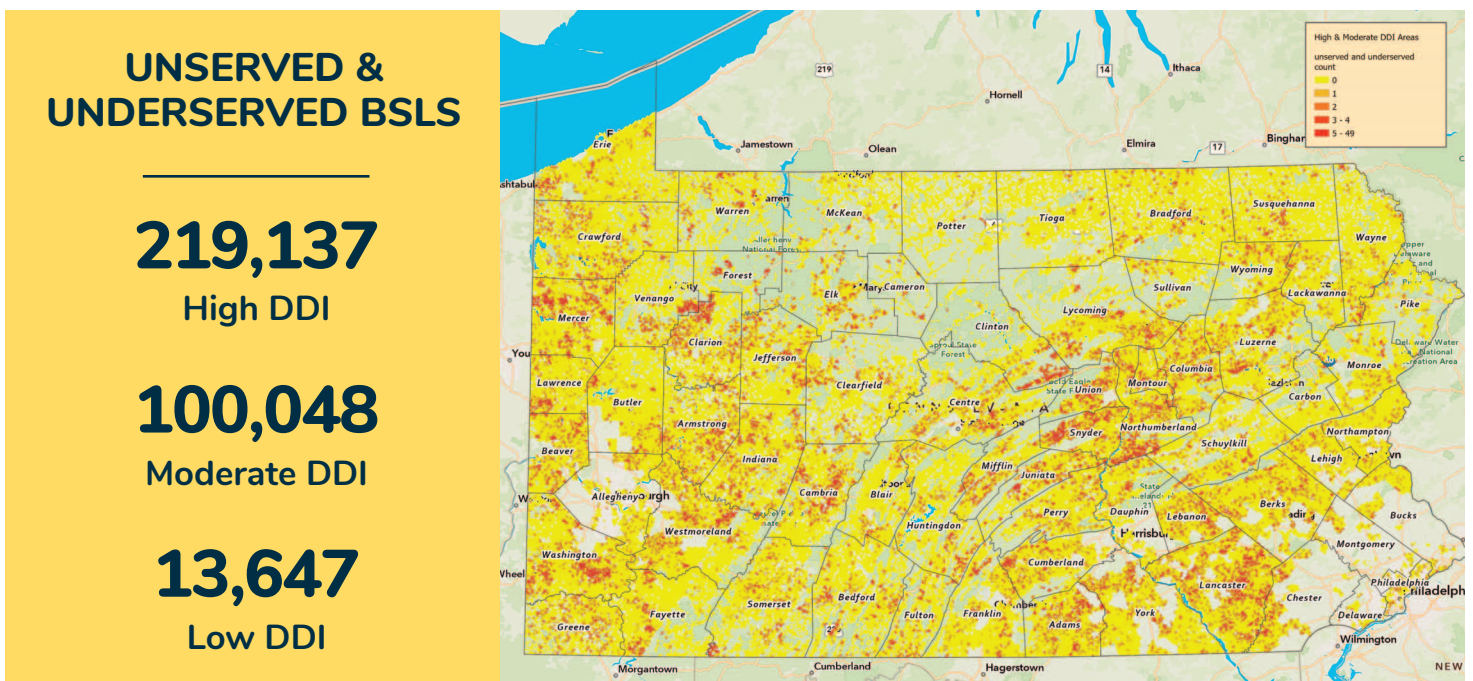 UNSERVED &
UNDERSERVED BSLS
219,137
High DDI
100,048
Moderate DDI
13,647
Low DDI
High & Moderate DDI Areas
unserved and underserved
count
0
1
2
3 - 4
5 - 49
219
14
Ithaca
Hornell
Jamestown
Olean
Elmira
17
Erie
Warren
McKean
Potter
Tioga
Bradford
Susquehanna
Wayne
Crawford
Forest
Wyoming
Venango
Elk
Cameron
Sullivan
Lackawanna
Pike
Mercer
Lycoming
Clinton
Clarion
Luzerne
Jefferson
Monroe
Lawrence
Clearfield
Union
Montour
Columbia
Carbon
Butler
Centre
Armstrong
Snyder
Northumberland
Northampton
Beaver
Indiana
Schuylkill
Lehigh
Mifflin
Juniata
Allegheny
Cambria
Blair
Berks
Perry
Dauphin
Lebanon
Bucks
Westmoreland
Huntingdon
Montgomery
Washington
Cumberland
Lancaster
Philadelphia
Chester
Somerset
Bedford
Fulton
Franklin
Adams
York
Delaware
Fayette
Greene
Wilmington
Morgantown
Cumberland
Hagerstown
NEW